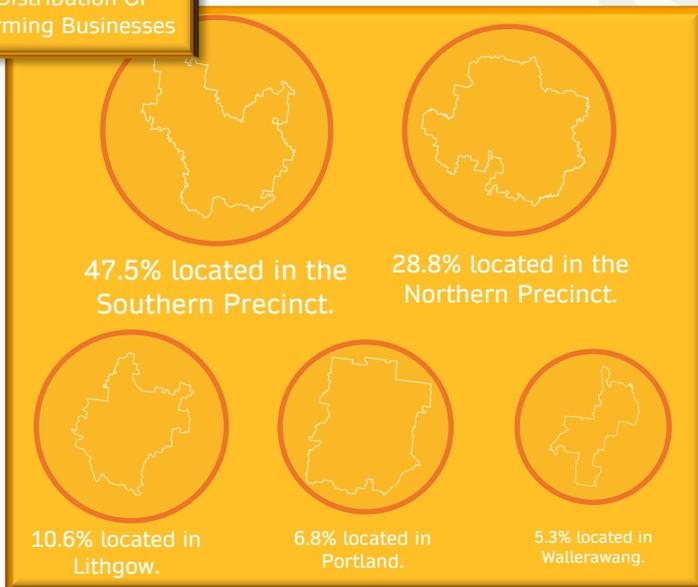 Distribution Of
rming Businesses
47.5% located in the
Southern Precinct.
28.8% located in the
Northern Precinct.
10.6% located in
Lithgow.
6.8% located in
Portland.
5.3% located in
Wallerawang.